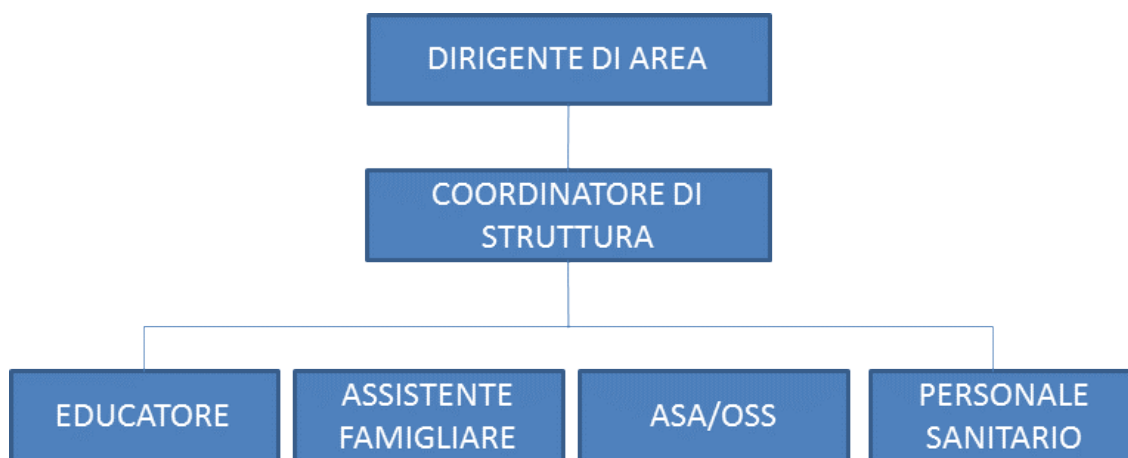 DIRIGENTE DI AREA
COORDINATORE DI
STRUTTURA
EDUCATORE
ASSISTENTE
FAMIGLIARE
ASA/OSS
PERSONALE
SANITARIO